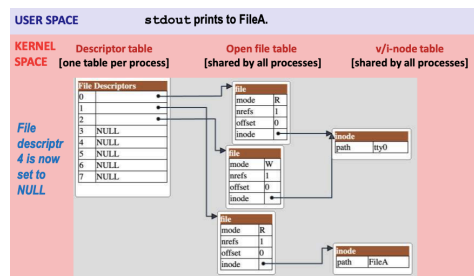 USER SPACE stdout prints to FileA.
KERNEL SPACE
Descriptor table
[one table per process]
Open file table
[shared by all processes]
v/i-node table
[shared by all processes]
File descriptr 4 is now set to NULL
File Descriptors
0
1
2
3 NULL
4 NULL
5 NULL
6 NULL
7 NULL
file
mode R
nrefs 1
offset 0
inode
file
mode W
nrefs 1
offset 0
inode
file
mode R
nrefs 1
offset 0
inode
inode
path tty0
inode
path FileA